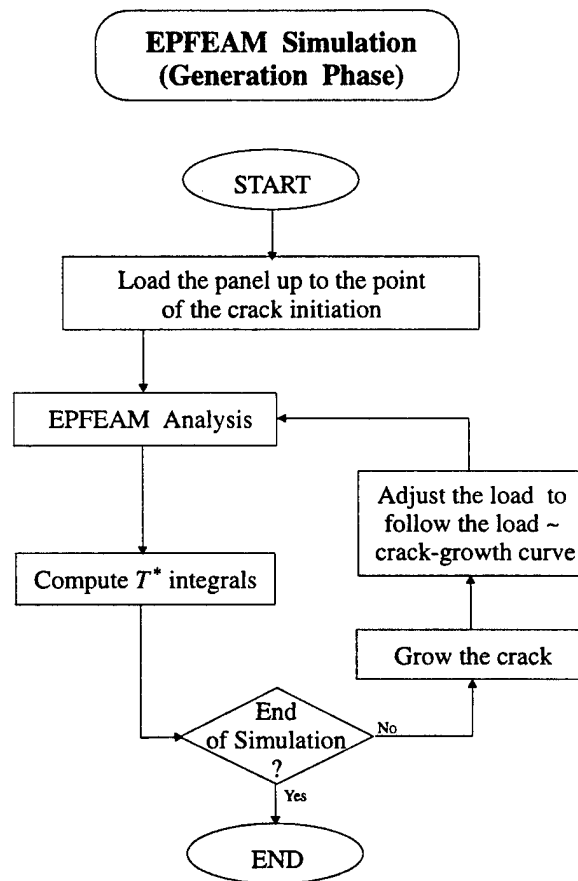 EPFEAM Simulation
(Generation Phase)
START
Load the panel up to the point
of the crack initiation
EPFEAM Analysis
Adjust the load to
follow the load ~
crack-growth curve
Compute T* integrals
Grow the crack
End
of Simulation
?
No
Yes
END